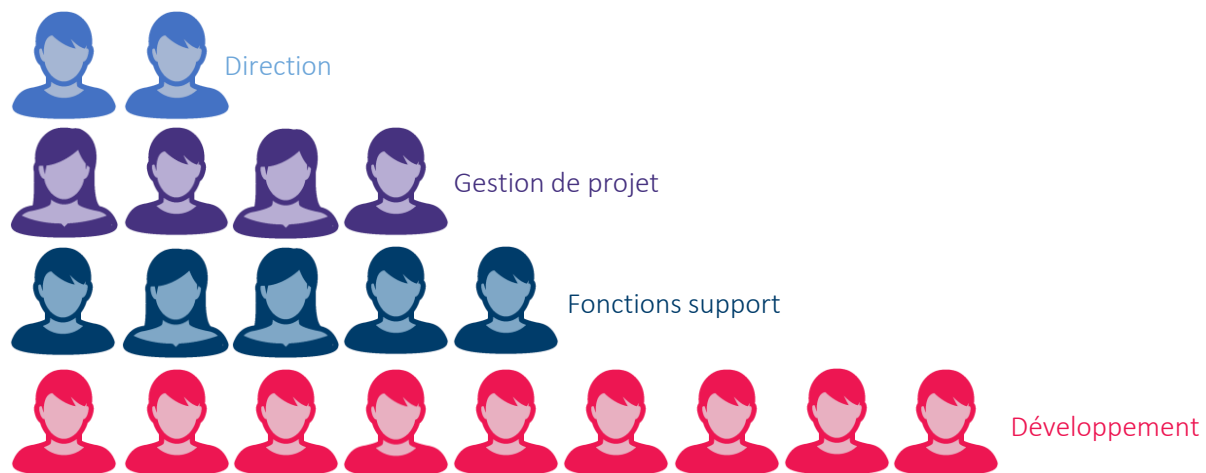 Direction
Gestion de projet
Fonctions support
Développement